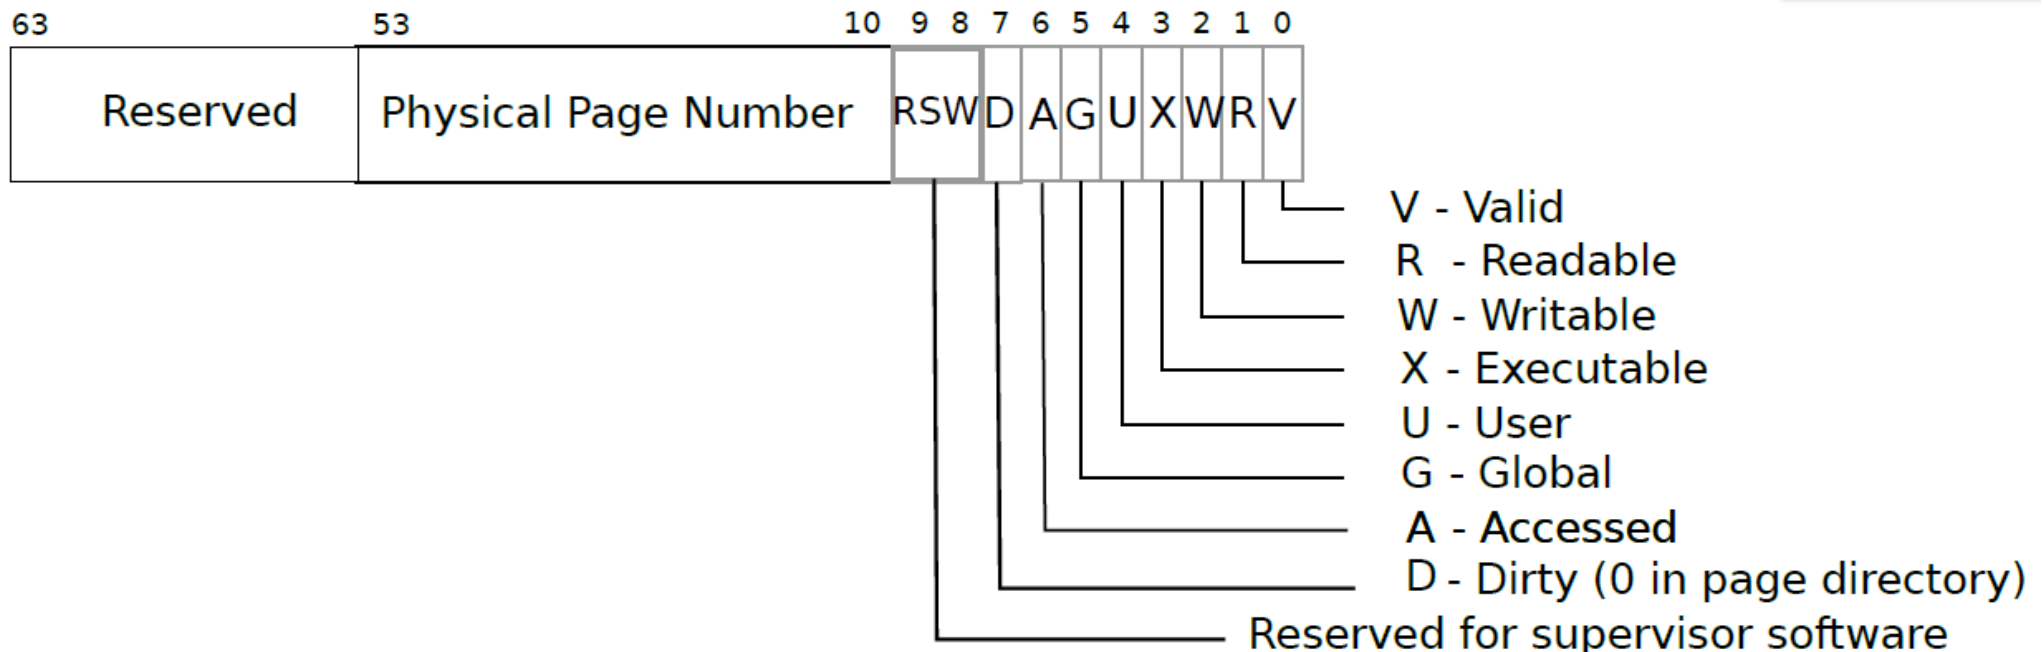 63 53 10 9 8 7 6 5 4 3 2 1 0
Reserved Physical Page Number RSW D A G U X W R V
V - Valid
R - Readable
W - Writable
X - Executable
U - User
G - Global
A - Accessed
D - Dirty (0 in page directory)
Reserved for supervisor software